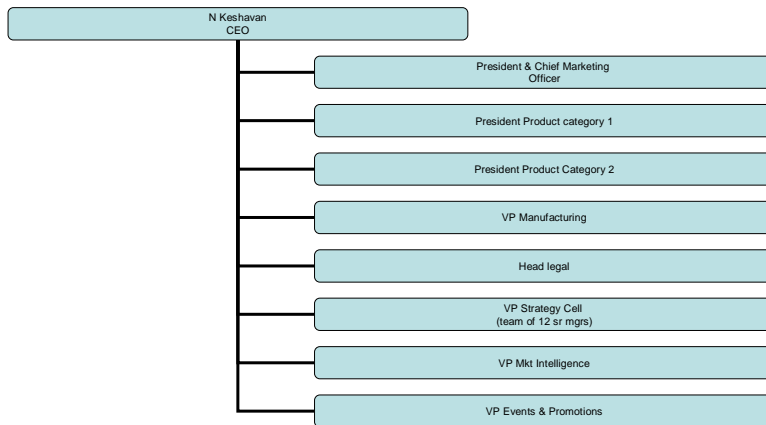 N Keshavan
CEO
President & Chief Marketing
Officer
President Product category 1
President Product Category 2
VP Manufacturing
Head legal
VP Strategy Cell
(team of 12 sr mgrs)
VP Mkt Intelligence
VP Events & Promotions